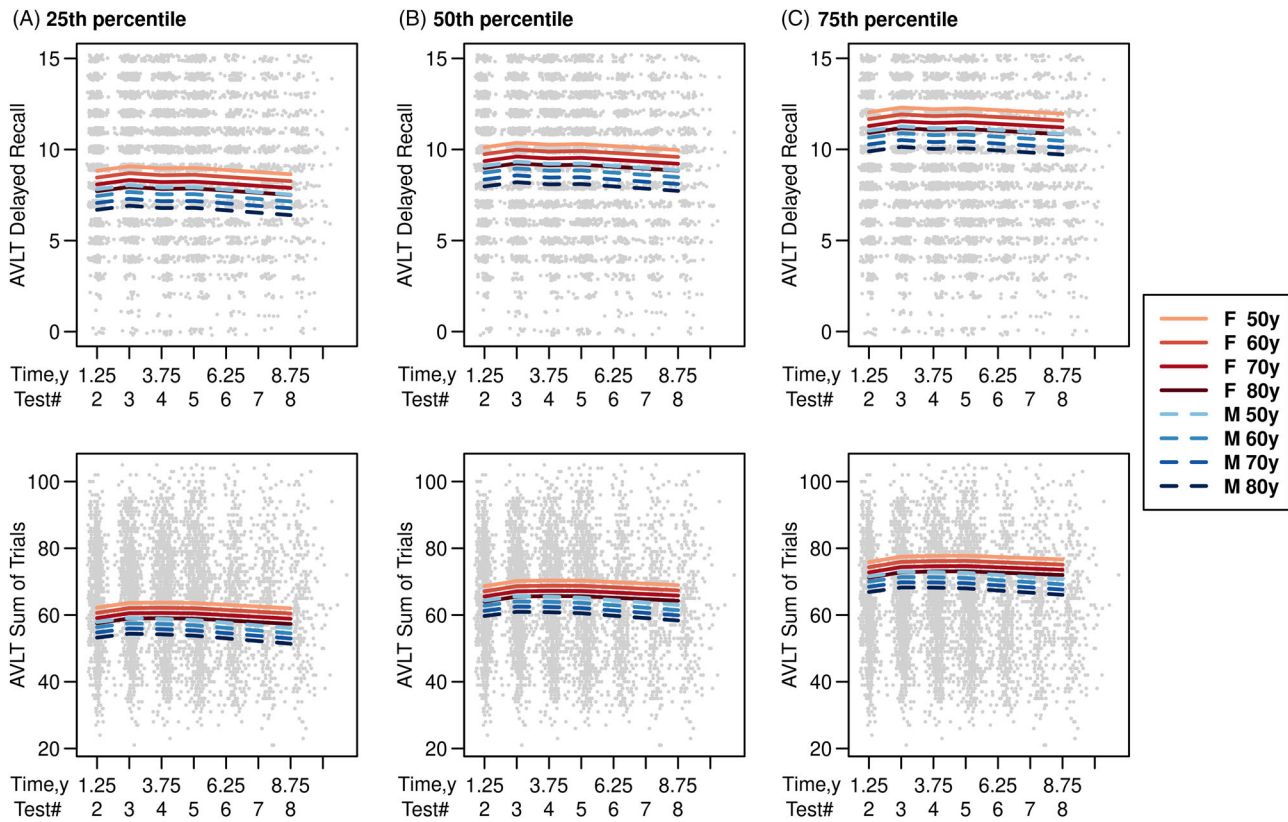 (A) 25th percentile
(B) 50th percentile
(C) 75th percentile
AVLT Delayed Recall
15
10
5
0
Time,y 1.25 3.75 6.25 8.75
Test# 2 3 4 5 6 7 8
AVLT Delayed Recall
15
10
5
0
Time,y 1.25 3.75 6.25 8.75
Test# 2 3 4 5 6 7 8
AVLT Delayed Recall
15
10
5
0
Time,y 1.25 3.75 6.25 8.75
Test# 2 3 4 5 6 7 8
F 50y
F 60y
F 70y
F 80y
M 50y
M 60y
M 70y
M 80y
AVLT Sum of Trials
100
80
60
40
20
Time,y 1.25 3.75 6.25 8.75
Test# 2 3 4 5 6 7 8
AVLT Sum of Trials
100
80
60
40
20
Time,y 1.25 3.75 6.25 8.75
Test# 2 3 4 5 6 7 8
AVLT Sum of Trials
100
80
60
40
20
Time,y 1.25 3.75 6.25 8.75
Test# 2 3 4 5 6 7 8